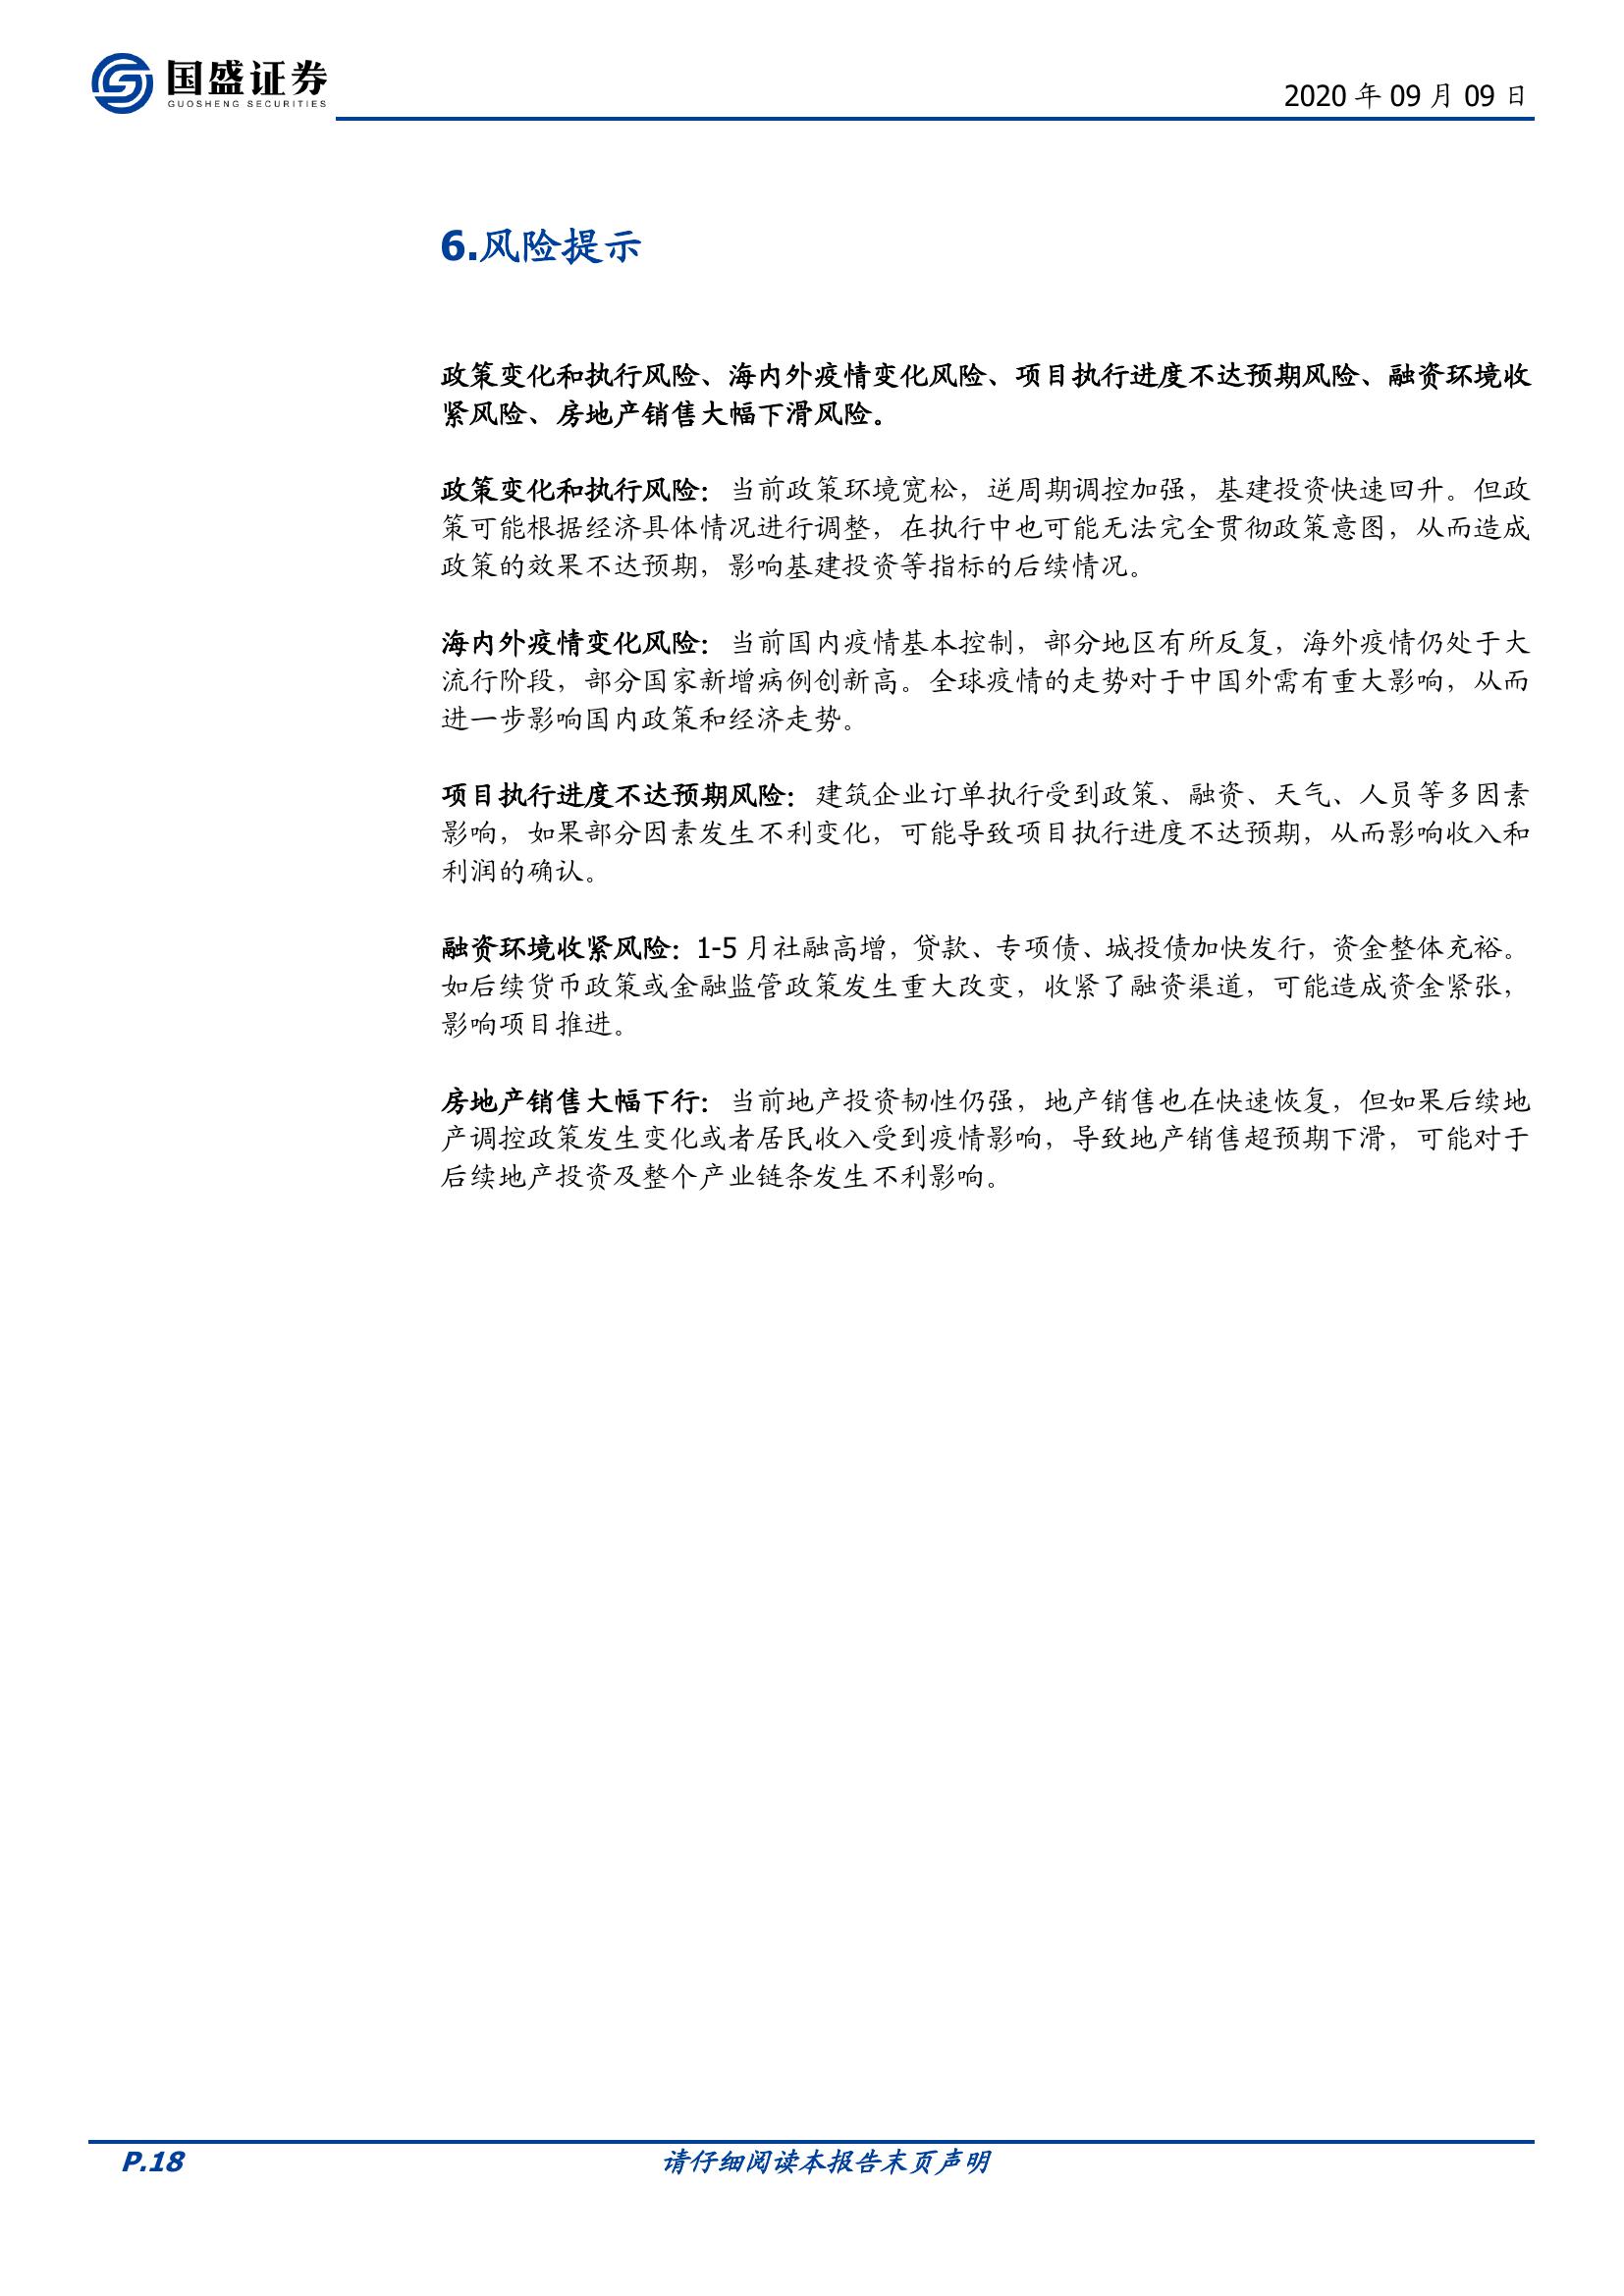 国盛证券
GUOSHENG SECURITIES
2020 年 09 月 09 日
6.风险提示
政策变化和执行风险、海内外疫情变化风险、项目执行进度不达预期风险、融资环境收
紧风险、房地产销售大幅下滑风险。
政策变化和执行风险：当前政策环境宽松，逆周期调控加强，基建投资快速回升。但政
策可能根据经济具体情况进行调整，在执行中也可能无法完全贯彻政策意图，从而造成
政策的效果不达预期，影响基建投资等指标的后续情况。
海内外疫情变化风险：当前国内疫情基本控制，部分地区有所反复，海外疫情仍处于大
流行阶段，部分国家新增病例创新高。全球疫情的走势对于中国外需有重大影响，从而
进一步影响国内政策和经济走势。
项目执行进度不达预期风险：建筑企业订单执行受到政策、融资、天气、人员等多因素
影响，如果部分因素发生不利变化，可能导致项目执行进度不达预期，从而影响收入和
利润的确认。
融资环境收紧风险：1-5 月社融高增，贷款、专项债、城投债加快发行，资金整体充裕。
如后续货币政策或金融监管政策发生重大改变，收紧了融资渠道，可能造成资金紧张，
影响项目推进。
房地产销售大幅下行：当前地产投资韧性仍强，地产销售也在快速恢复，但如果后续地
产调控政策发生变化或者居民收入受到疫情影响，导致地产销售超预期下滑，可能对于
后续地产投资及整个产业链条发生不利影响。
P.18
请仔细阅读本报告末页声明